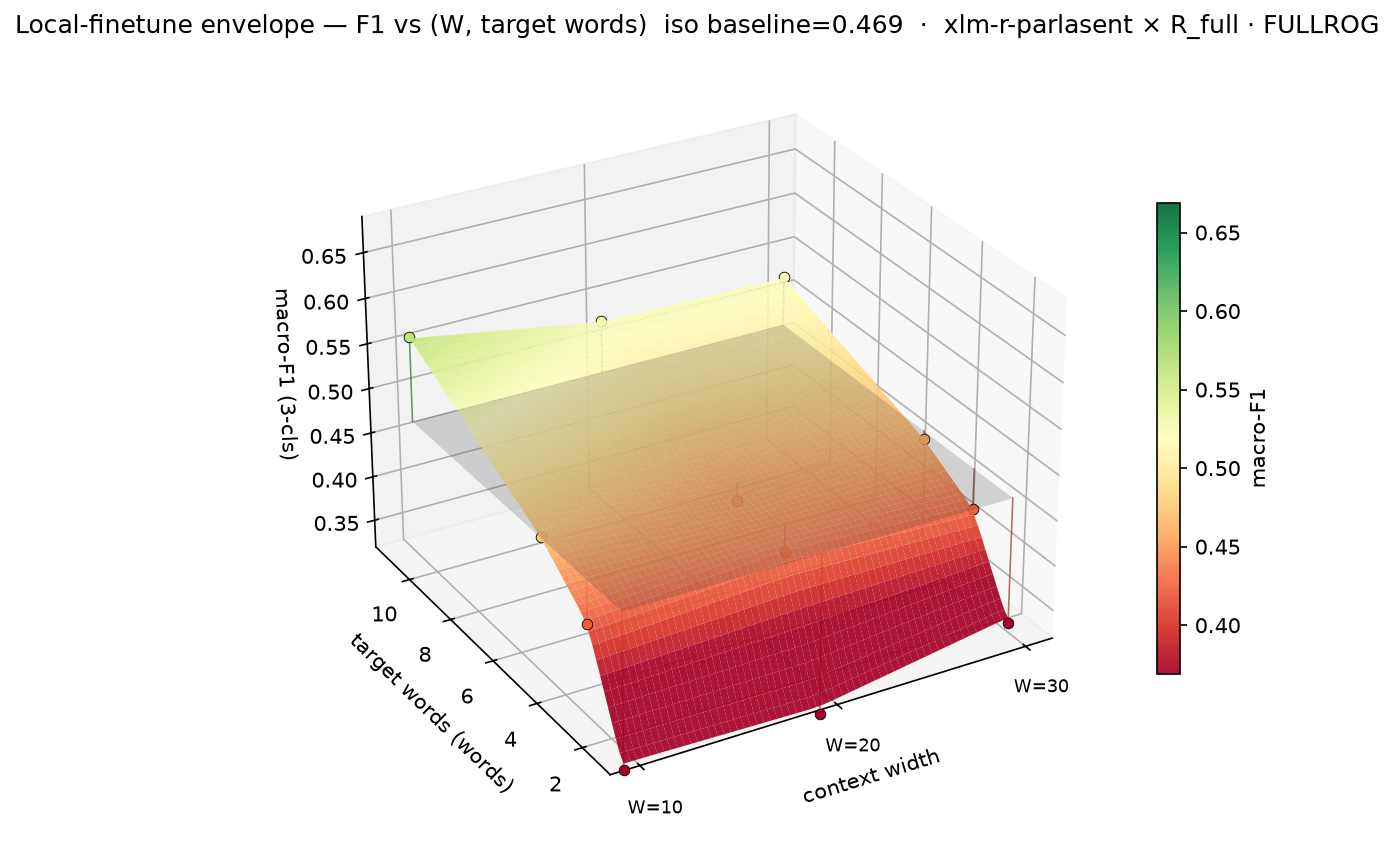 Local-finetune envelope — F1 vs (W, target words)  iso baseline=0.469  ·  xlm-r-parlasent × R_full · FULLROG
0.65
0.60
0.55
0.50
0.45
0.40
0.35
macro-F1 (3-cls)
10
8
6
4
2
target words (words)
W=10
W=20
W=30
context width
0.65
0.60
0.55
0.50
0.45
0.40
macro-F1